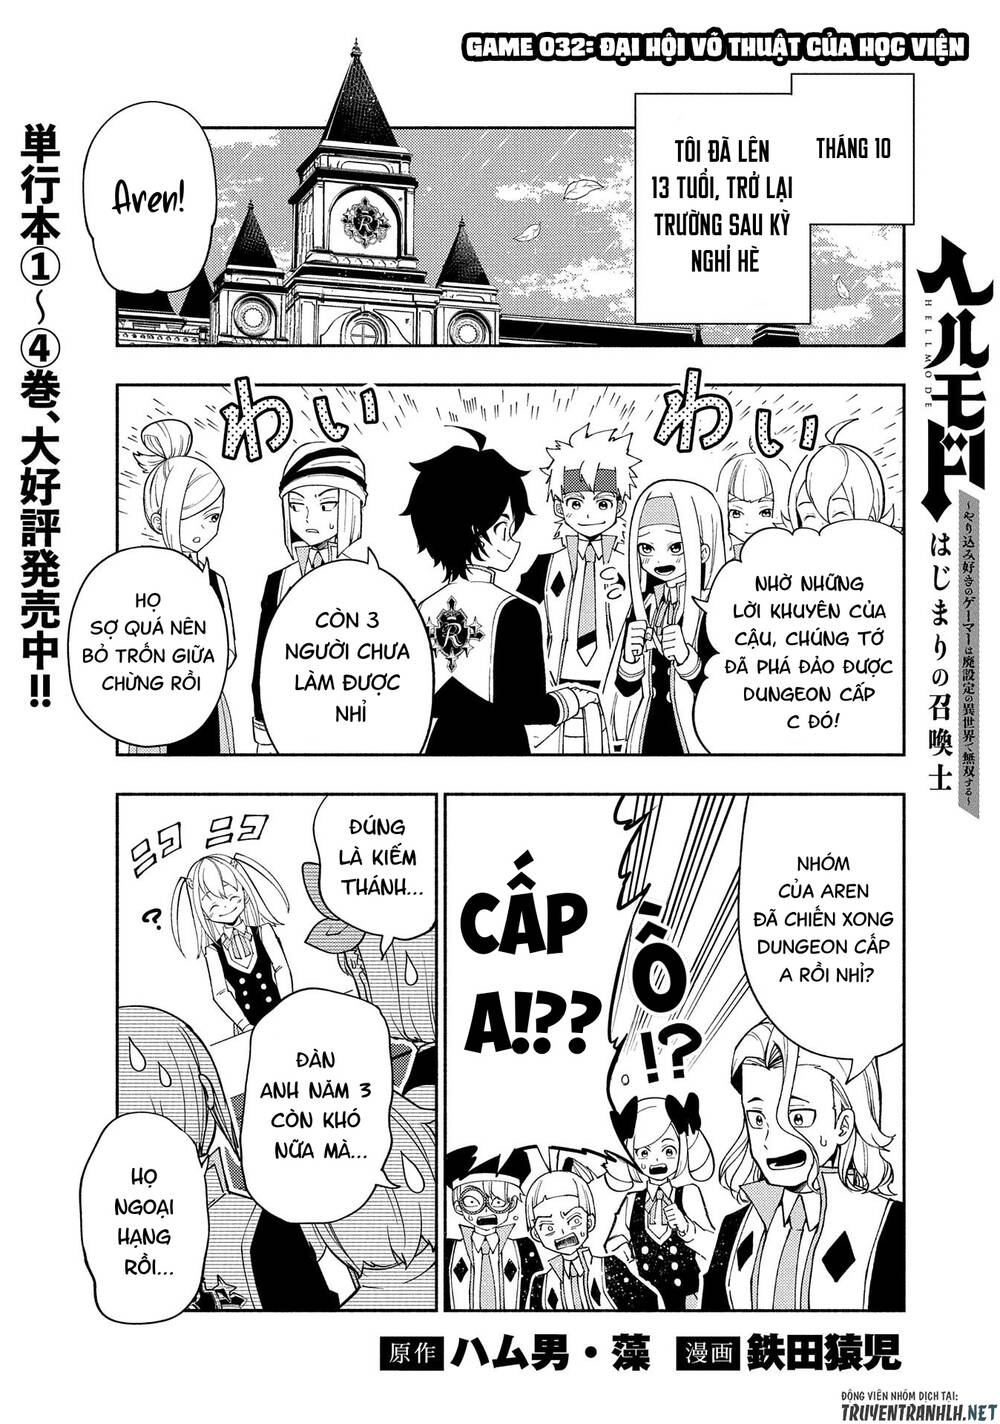 GAME 032: ĐẠI HỘI VÕ THUẬT CỦA HỌC VIỆN
ヘルモード
HELLMODE
～やり込み好きのゲーマーは廃設定の異世界で無双する～
はじまりの召喚士
単行本①～④巻、大好評発売中!!
THÁNG 10
TÔI ĐÃ LÊN
13 TUỔI, TRỞ LẠI
TRƯỜNG SAU KỲ
NGHỈ HÈ
Aren!
R
わい
わい
NHỜ NHỮNG
LỜI KHUYÊN CỦA
CẬU, CHÚNG TỚ
ĐÃ PHÁ ĐẢO ĐƯỢC
DUNGEON CẤP
C ĐÓ!
R
CÒN 3
NGƯỜI CHƯA
LÀM ĐƯỢC
NHỈ
HỌ
SỢ QUÁ NÊN
BỎ TRỐN GIỮA
CHỪNG RỒI
NHÓM
CỦA AREN
ĐÃ CHIẾN XONG
DUNGEON CẤP
A RỒI NHỈ?
Ồ!?
CẤP
A!??
ĐÚNG
LÀ KIẾM
THÁNH...
ニコ
ニコ
?
ĐÀN
ANH NĂM 3
CÒN KHÓ
NỮA MÀ...
HỌ
NGOẠI
HẠNG
RỒI...
原作 ハム男・藻 漫画 鉄田猿児
ĐỘNG VIÊN NHÓM DỊCH TẠI:
TRUYENTRANHLH.NET